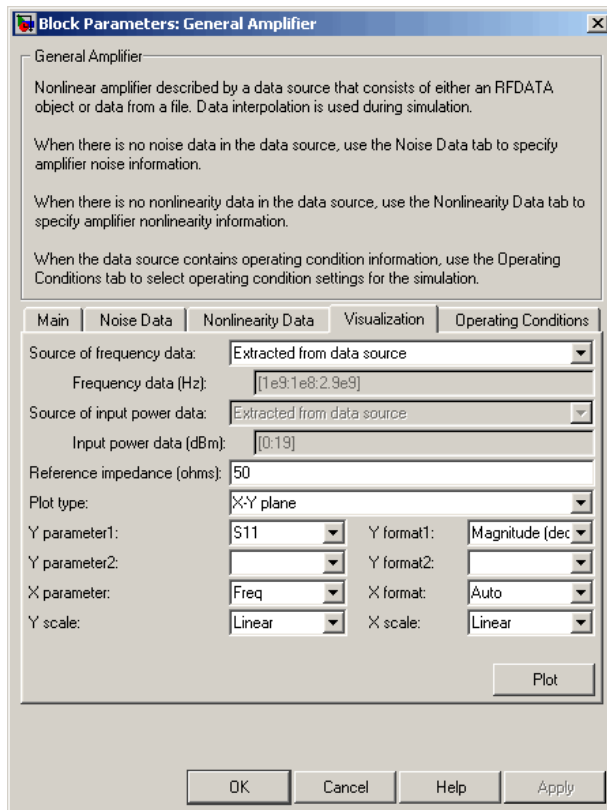 Block Parameters: General Amplifier
General Amplifier
Nonlinear amplifier described by a data source that consists of either an RFDATA
object or data from a file. Data interpolation is used during simulation.
When there is no noise data in the data source, use the Noise Data tab to specify
amplifier noise information.
When there is no nonlinearity data in the data source, use the Nonlinearity Data tab to
specify amplifier nonlinearity information.
When the data source contains operating condition information, use the Operating
Conditions tab to select operating condition settings for the simulation.
Main Noise Data Nonlinearity Data Visualization Operating Conditions
Source of frequency data: Extracted from data source
Frequency data (Hz): [1e9:1e8:2.9e9]
Source of input power data: Extracted from data source
Input power data (dBm): [0:19]
Reference impedance (ohms): 50
Plot type: X-Y plane
Y parameter1: S11 Y format1: Magnitude (dec
Y parameter2: Y format2:
X parameter: Freq X format: Auto
Y scale: Linear X scale: Linear
Plot
OK Cancel Help Apply